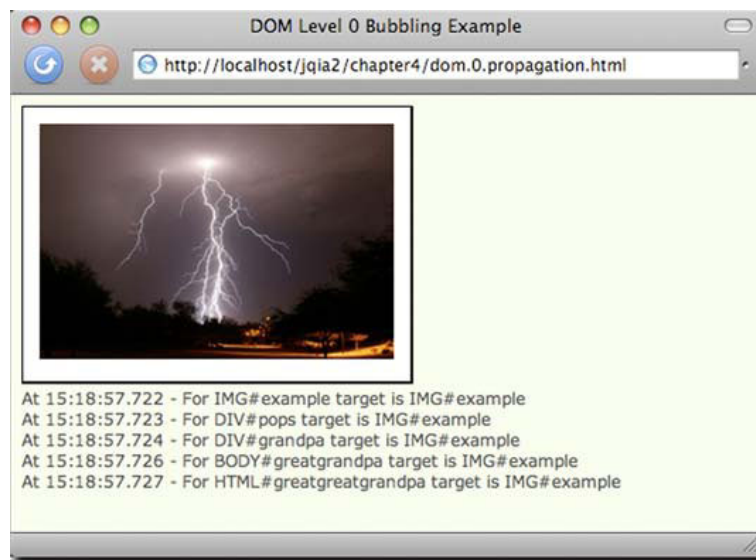 DOM Level 0 Bubbling Example
http://localhost/jqia2/chapter4/dom.0.propagation.html
At 15:18:57.722 - For IMG#example target is IMG#example
At 15:18:57.723 - For DIV#pops target is IMG#example
At 15:18:57.724 - For DIV#grandpa target is IMG#example
At 15:18:57.726 - For BODY#greatgrandpa target is IMG#example
At 15:18:57.727 - For HTML#greatgreatgrandpa target is IMG#example